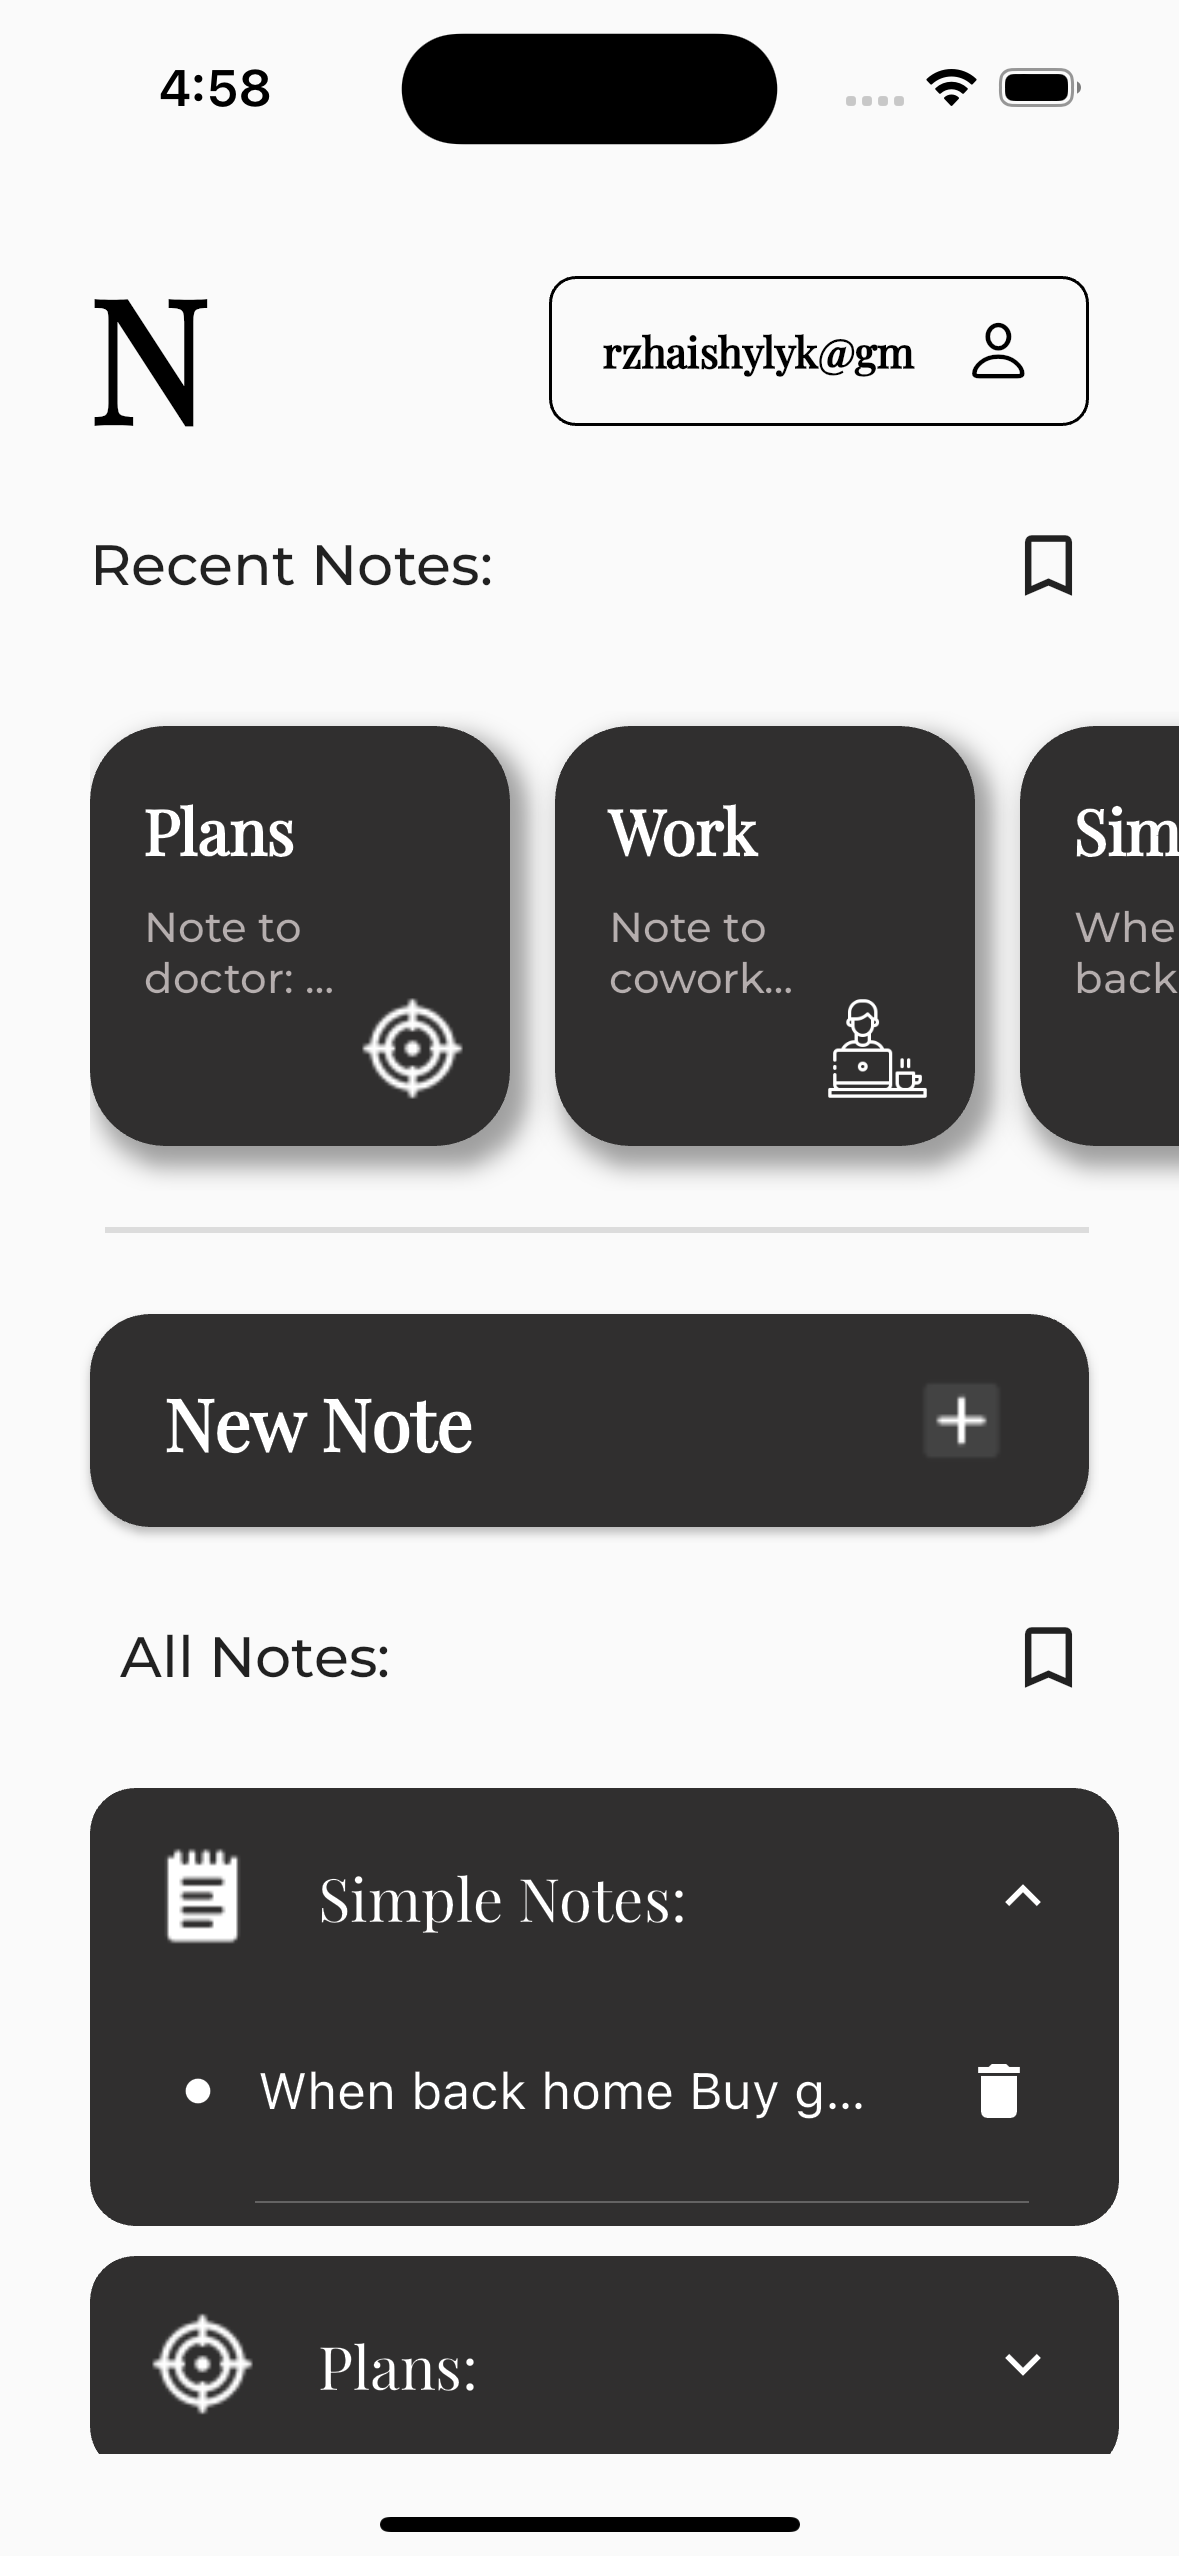 4:58
N
rzhaishylyk@gm
Recent Notes:
Plans
Note to
doctor: ...
Work
Note to
cowork...
Sim
Whe
back
New Note
All Notes:
Simple Notes:
When back home Buy g...
Plans: